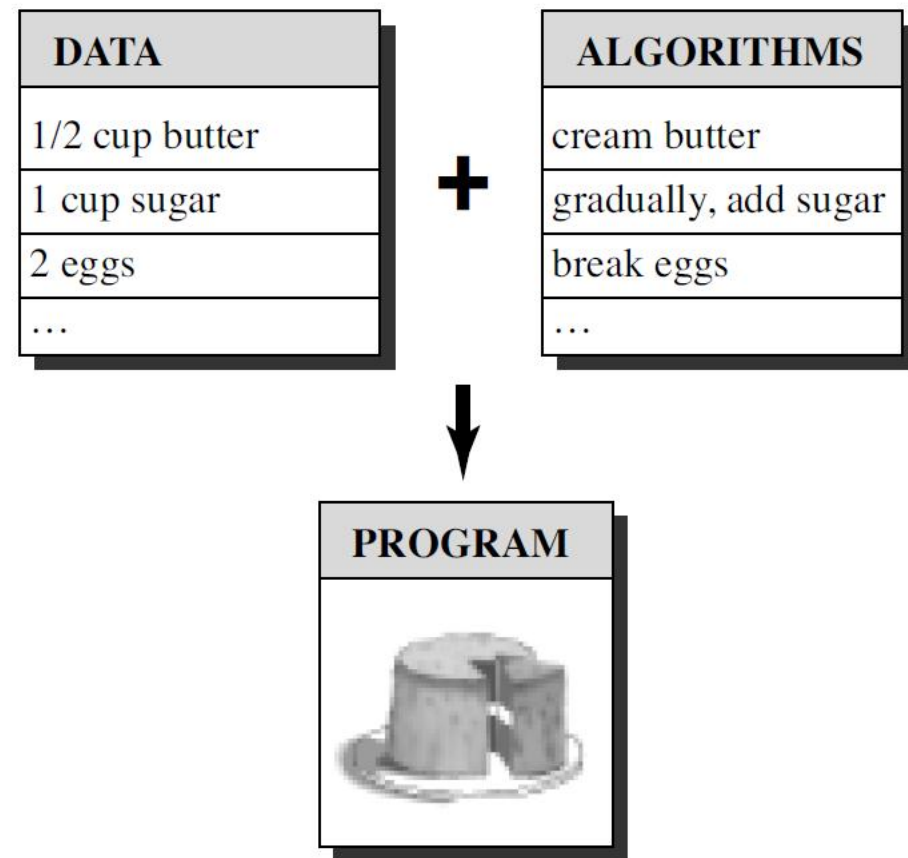 DATA
1/2 cup butter
1 cup sugar
2 eggs
…
+
ALGORITHMS
cream butter
gradually, add sugar
break eggs
…
PROGRAM